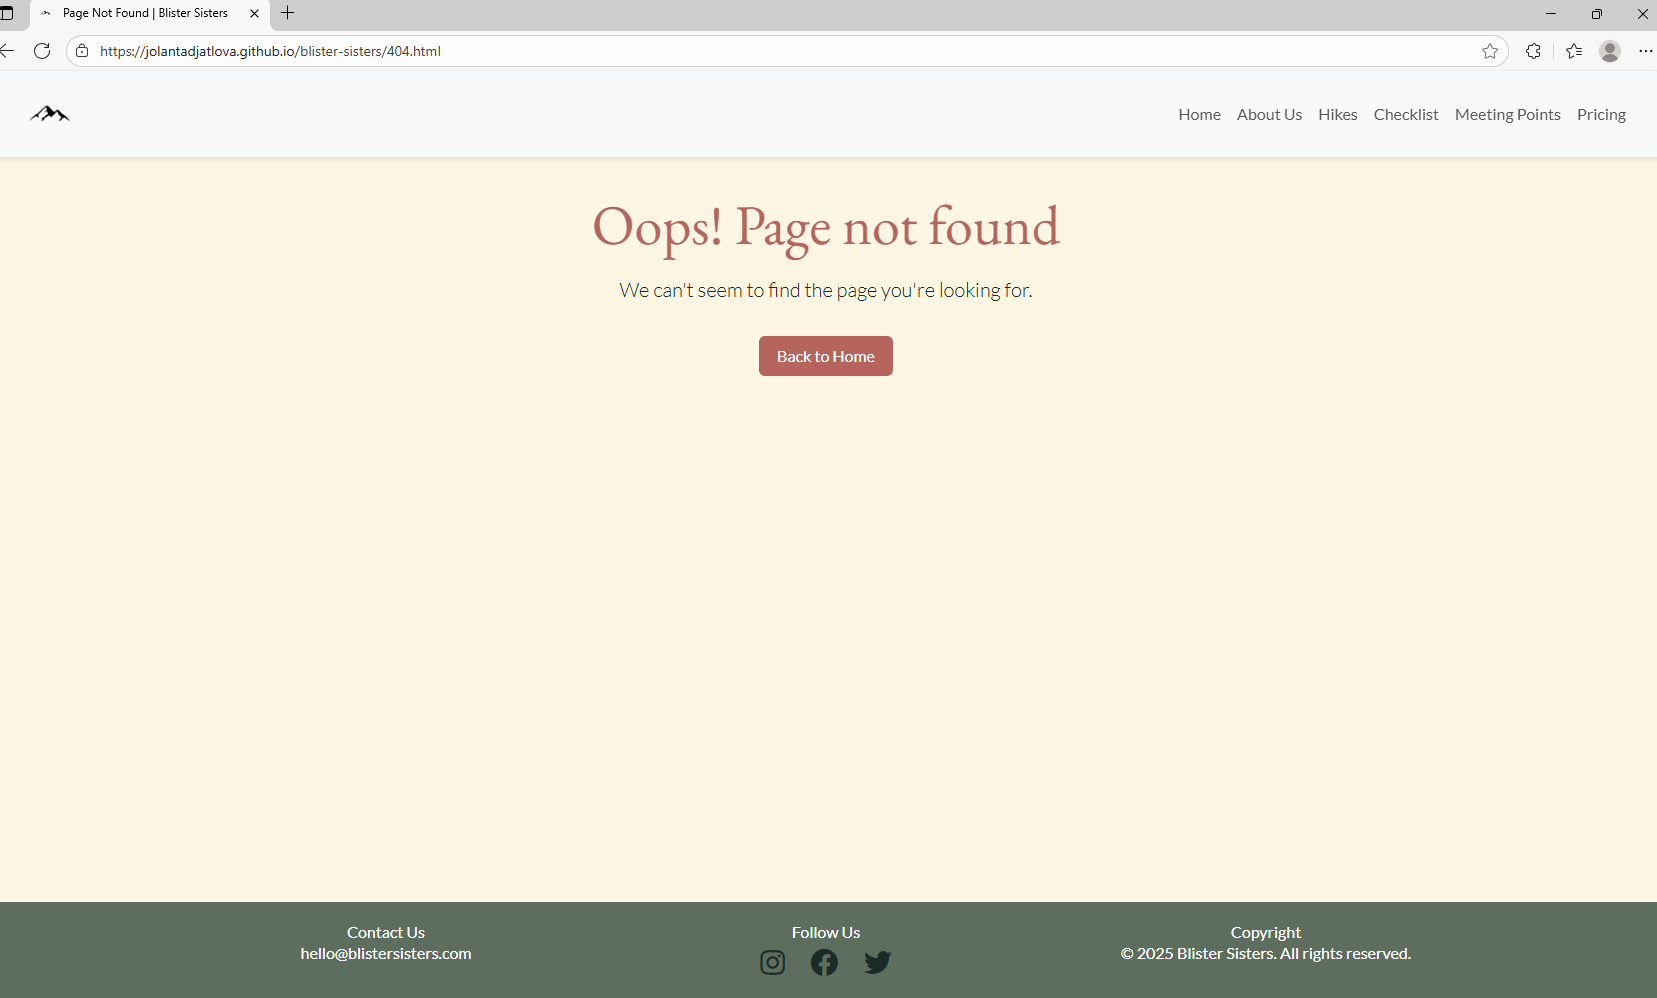 Page Not Found | Blister Sisters
https://jolantadjatlova.github.io/blister-sisters/404.html
Home About Us Hikes Checklist Meeting Points Pricing
Oops! Page not found
We can't seem to find the page you're looking for.
Back to Home
Contact Us
hello@blistersisters.com
Follow Us
Copyright
© 2025 Blister Sisters. All rights reserved.